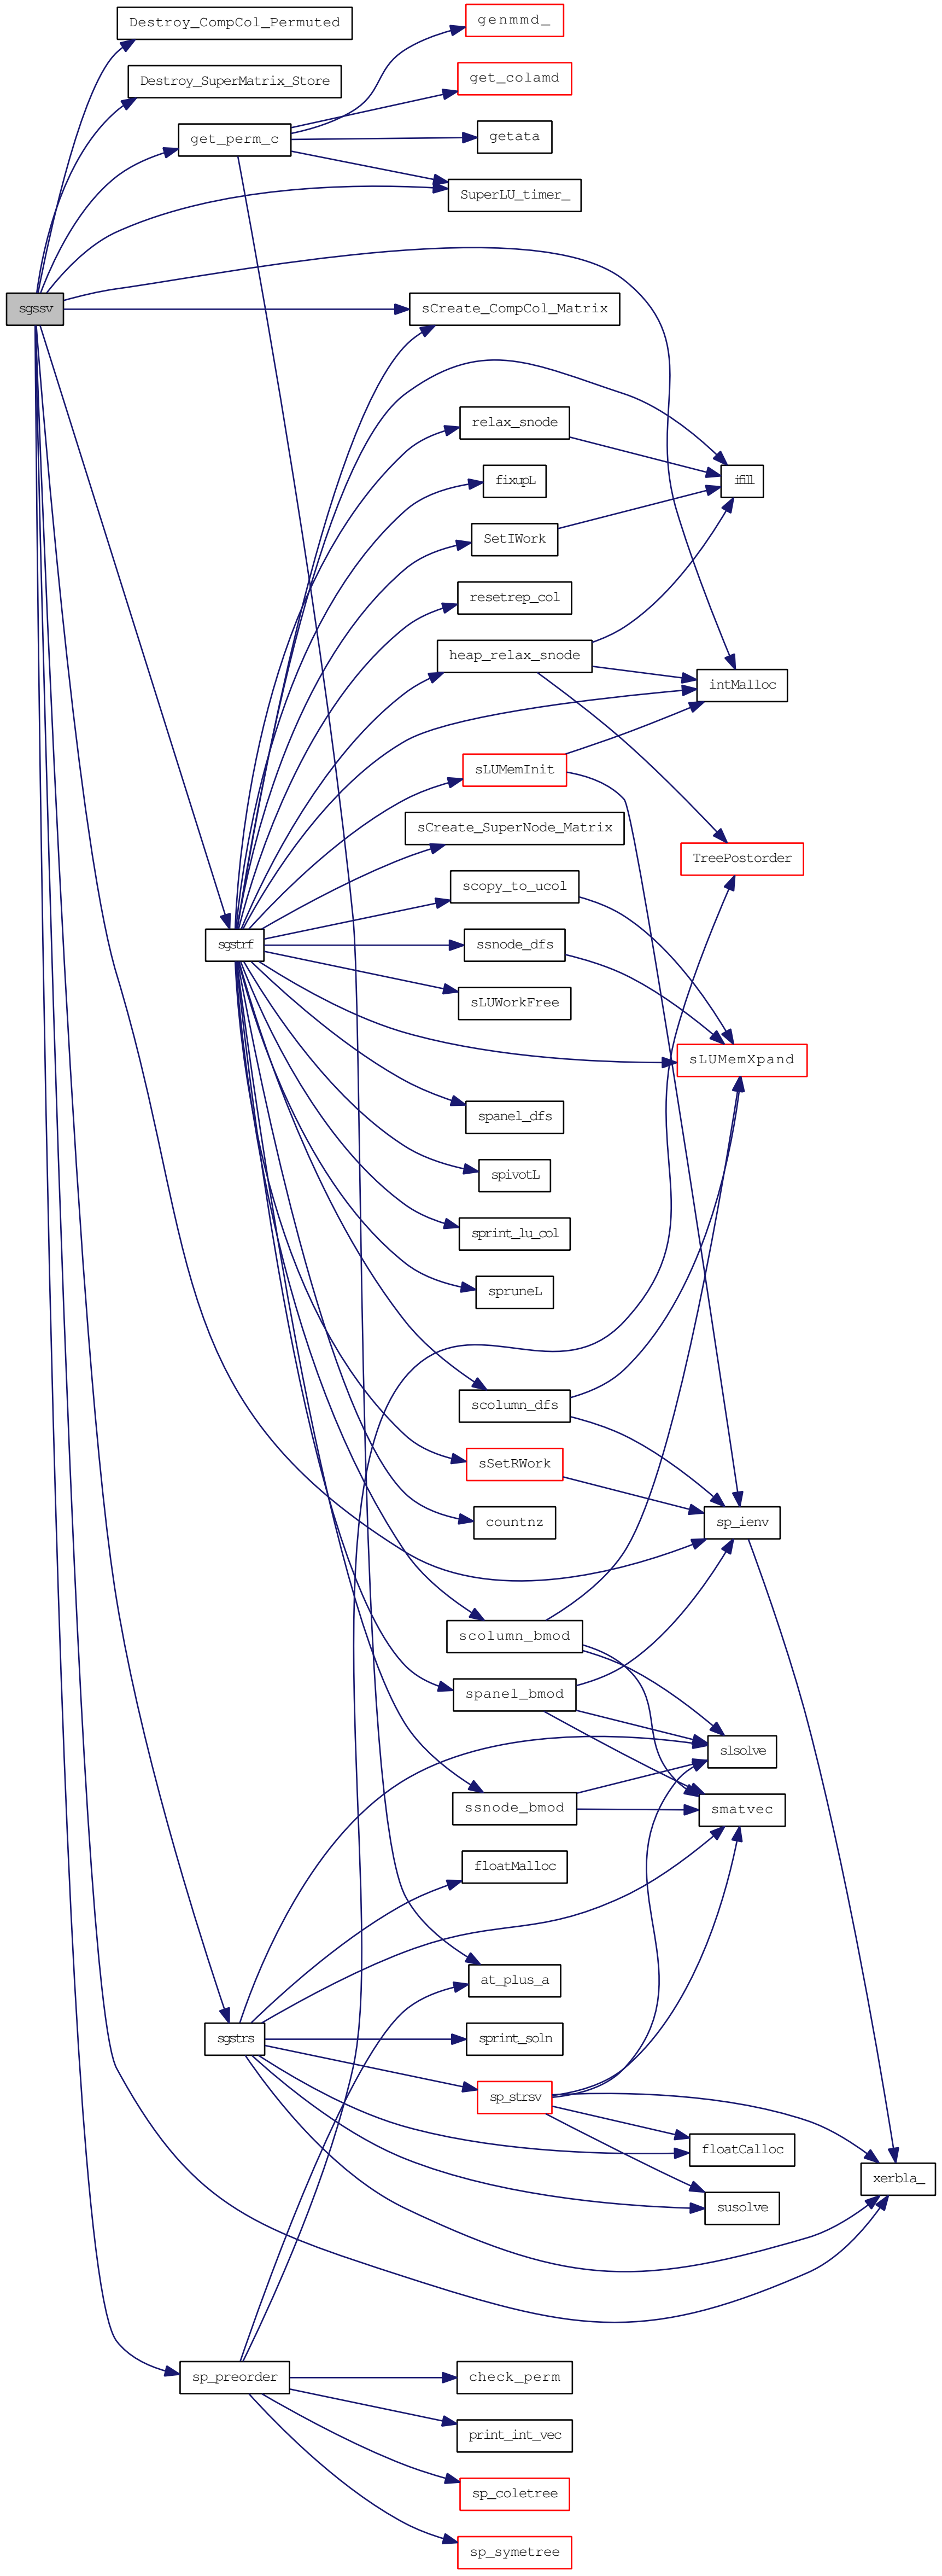 Destroy_CompCol_Permuted
genmmd_
get_colamd
Destroy_SuperMatrix_Store
get_perm_c
getata
SuperLU_timer_
sgssv
sCreate_CompCol_Matrix
relax_snode
fixupL
ifill
SetIWork
resetrep_col
heap_relax_snode
intMalloc
sLUMemInit
sCreate_SuperNode_Matrix
TreePostorder
scopy_to_ucol
sgstrf
ssnode_dfs
sLUWorkFree
sLUMemXpand
spanel_dfs
spivotL
sprint_lu_col
spruneL
scolumn_dfs
sSetRWork
countnz
sp_ienv
scolumn_bmod
spanel_bmod
slsolve
ssnode_bmod
smatvec
floatMalloc
at_plus_a
sgstrs
sprint_soln
sp_strsv
floatCalloc
xerbla_
susolve
sp_preorder
check_perm
print_int_vec
sp_coletree
sp_symetree